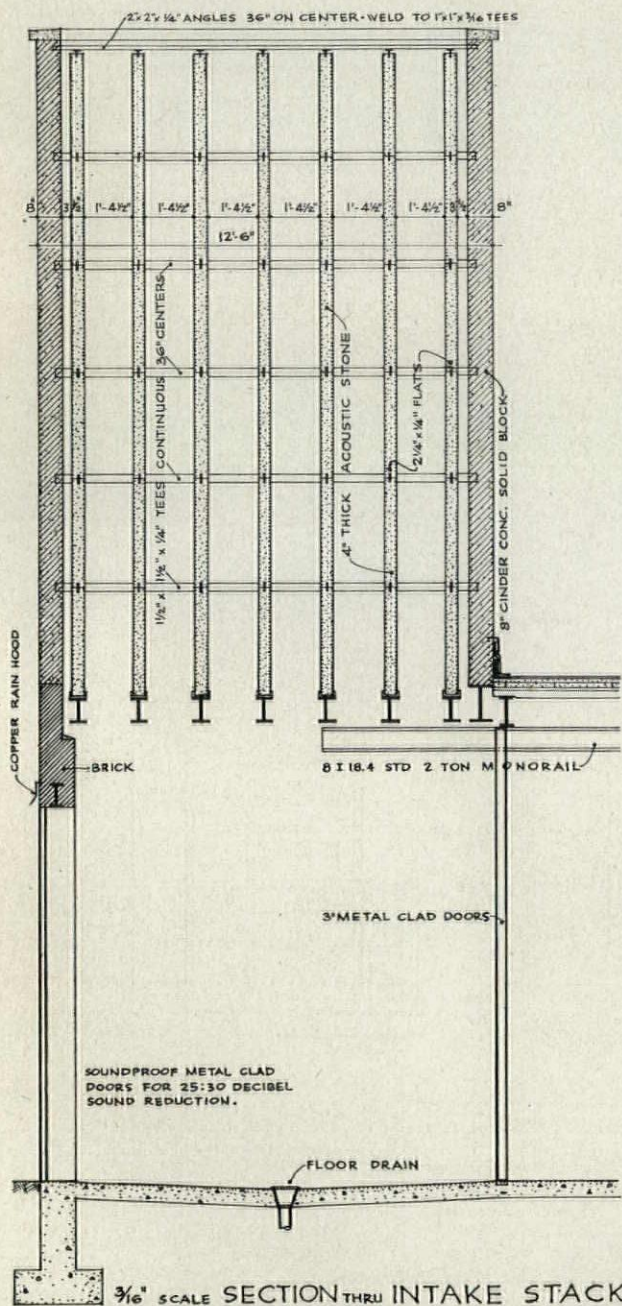 2"x 2"x 1/4" ANGLES 36" ON CENTER-WELD TO 1"x1"x 3/16 TEES
8" 3½" 1'-4½" 1'-4½" 1'-4½" 1'-4½" 1'-4½" 1'-4½" 3½ 8"
12'-6"
1½" x 1½" x ¼" TEES CONTINUOUS 36" CENTERS
4" THICK ACOUSTIC STONE
2¼" x ¼" FLATS
8" CINDER CONC. SOLID BLOCK
COPPER RAIN HOOD
BRICK
8 I 18.4 STD 2 TON MONORAIL
3" METAL CLAD DOORS
SOUNDPROOF METAL CLAD
DOORS FOR 25:30 DECIBEL
SOUND REDUCTION.
FLOOR DRAIN
3/16" SCALE SECTION THRU INTAKE STACK